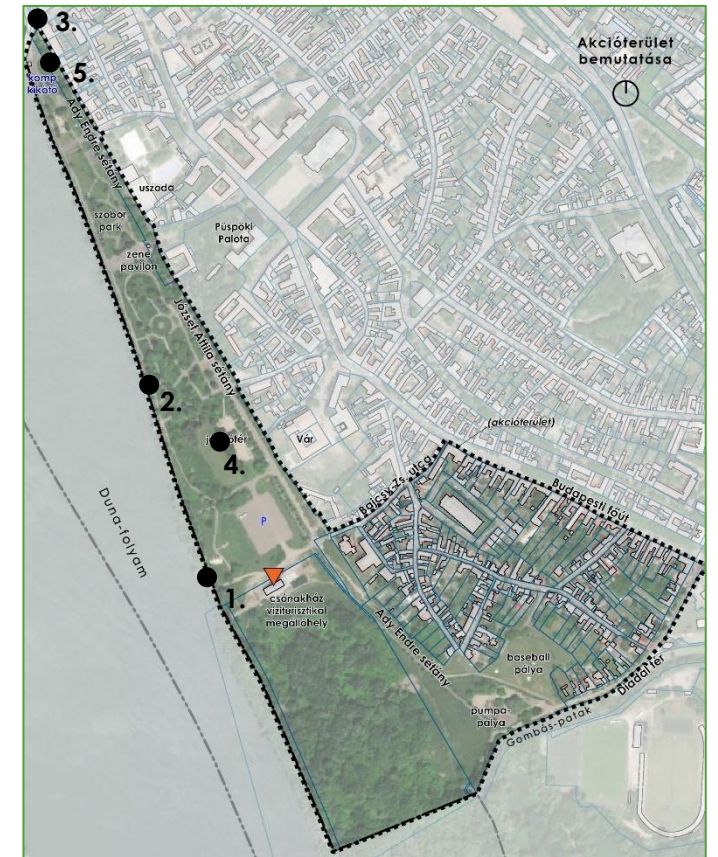 3.
Akcióterület
bemutatása
5.
komp
kikötő
Ady Endre sétány
uszoda
szobor
park
Püspöki
Palota
zene
pavilon
József Attila sétány
2.
(akcióterület)
Vár
4.
Bajcsy-Zs. utca
Budapesti főút
Duna-folyam
P
1.
csónakház
víziturisztikai
megállóhely
Ady Endre sétány
baseball
pálya
Diadal tér
pumpa-
pálya
Gombás-patak